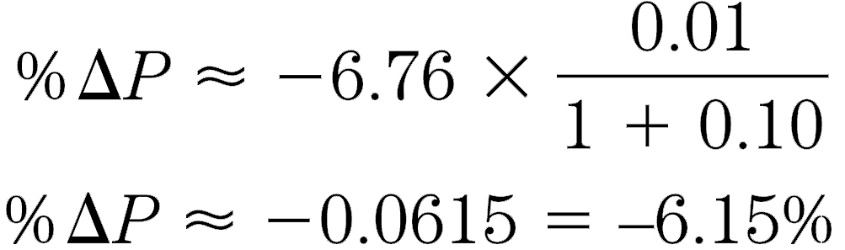 %ΔP ≈ −6.76 × 0.01 / 1 + 0.10
%ΔP ≈ −0.0615 = −6.15%